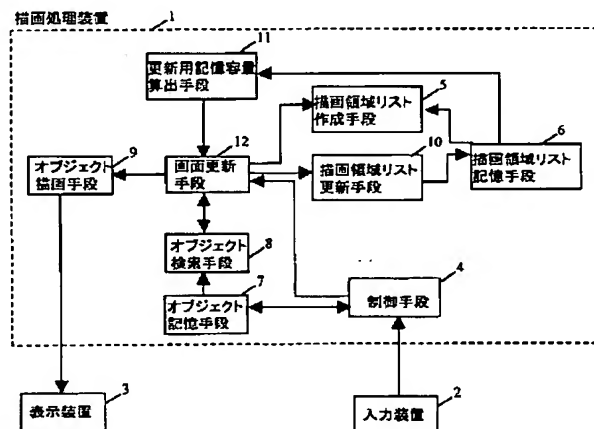 描画処理装置
1
11
更新用記憶容量
算出手段
5
描画領域リスト
作成手段
9
オブジェクト
描画手段
12
画面更新
手段
10
描画領域リスト
更新手段
6
描画領域リスト
記憶手段
8
オブジェクト
検索手段
7
オブジェクト
記憶手段
4
制御手段
3
表示装置
2
入力装置